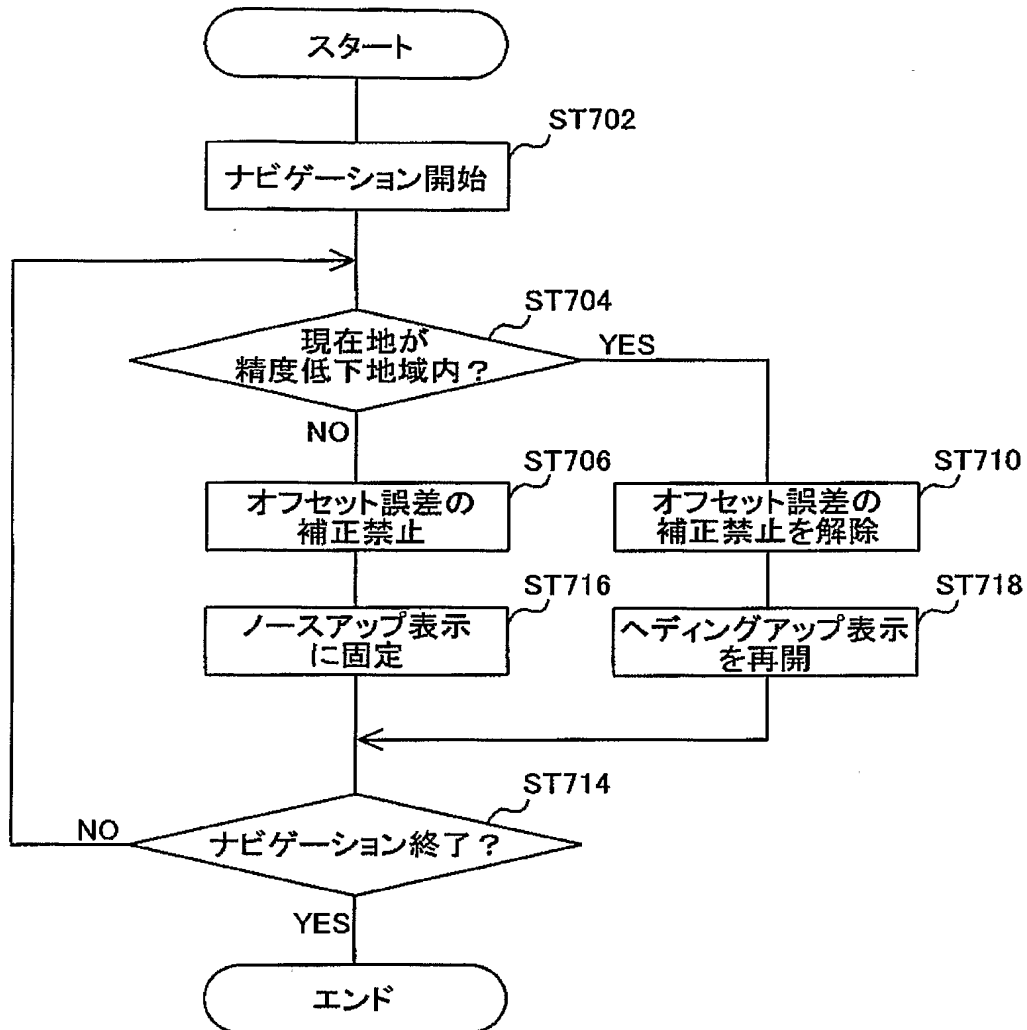 スタート
ST702
ナビゲーション開始
ST704
現在地が
精度低下地域内？
YES
NO
ST706
オフセット誤差の
補正禁止
ST710
オフセット誤差の
補正禁止を解除
ST716
ノースアップ表示
に固定
ST718
ヘディングアップ表示
を再開
ST714
ナビゲーション終了？
NO
YES
エンド